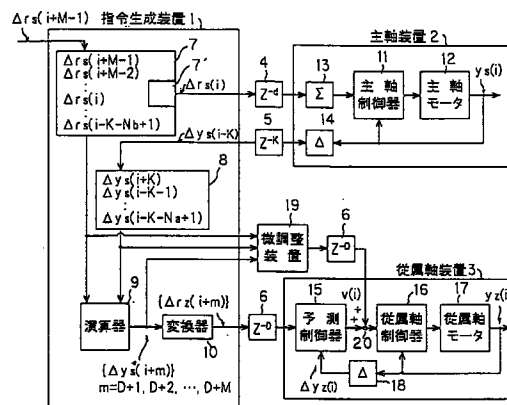 Δrs(i+M-1)
指令生成装置1
Δrs(i+M-1)
Δrs(i+M-2)
⋮
Δrs(i)
⋮
Δrs(i-K-Nb+1)
7
7'
Δrs(i)
4
Z-d
主軸装置2
13
Σ
11
主軸
制御器
12
主軸
モータ
ys(i)
5
Z-K
14
Δ
Δys(i-K)
Δys(i+K)
Δys(i-K-1)
⋮
Δys(i-K-Na+1)
8
19
微調整
装置
6
Z-D
従属軸装置3
9
演算器
変換器
10
{Δrz(i+m)}
6
Z-D
15
予測
制御器
v(i)
+
+
20
16
従属軸
制御器
17
従属軸
モータ
yz(i)
Δyz(i)
Δ
18
{Δys*(i+m)}
m=D+1, D+2, …, D+M